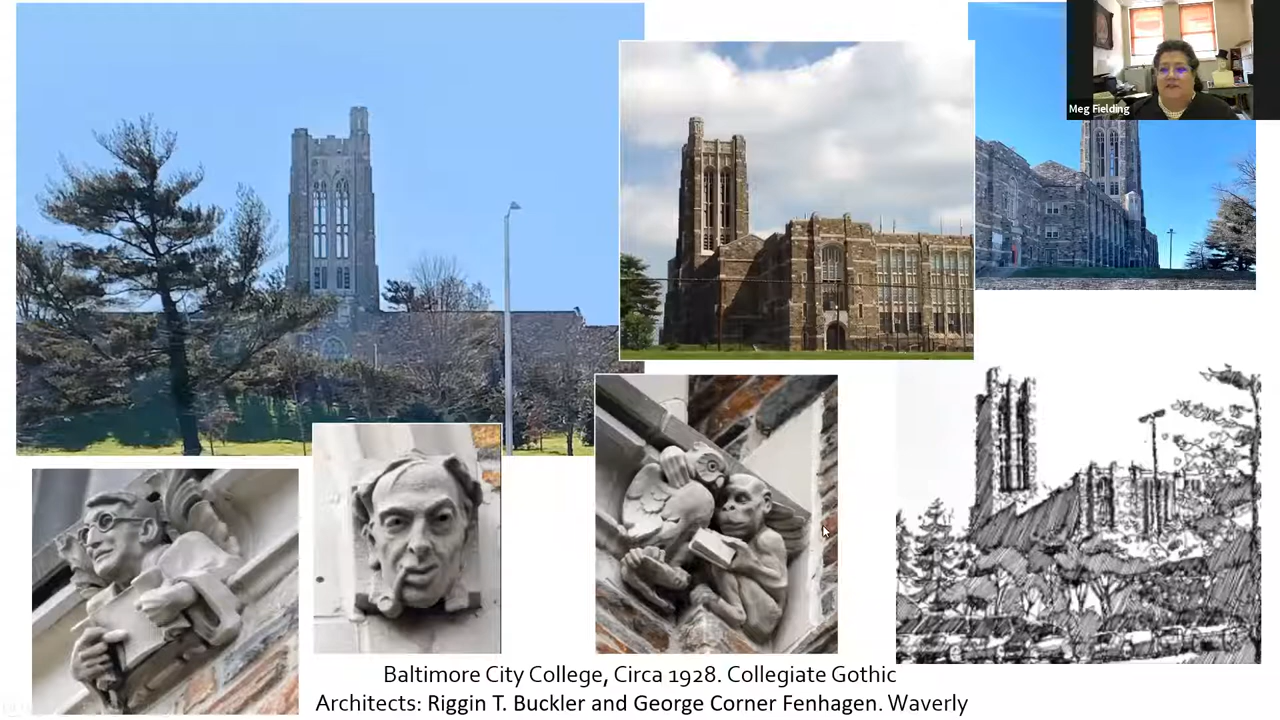 Meg Fielding
Baltimore City College, Circa 1928. Collegiate Gothic
Architects: Riggin T. Buckler and George Corner Fenhagen. Waverly